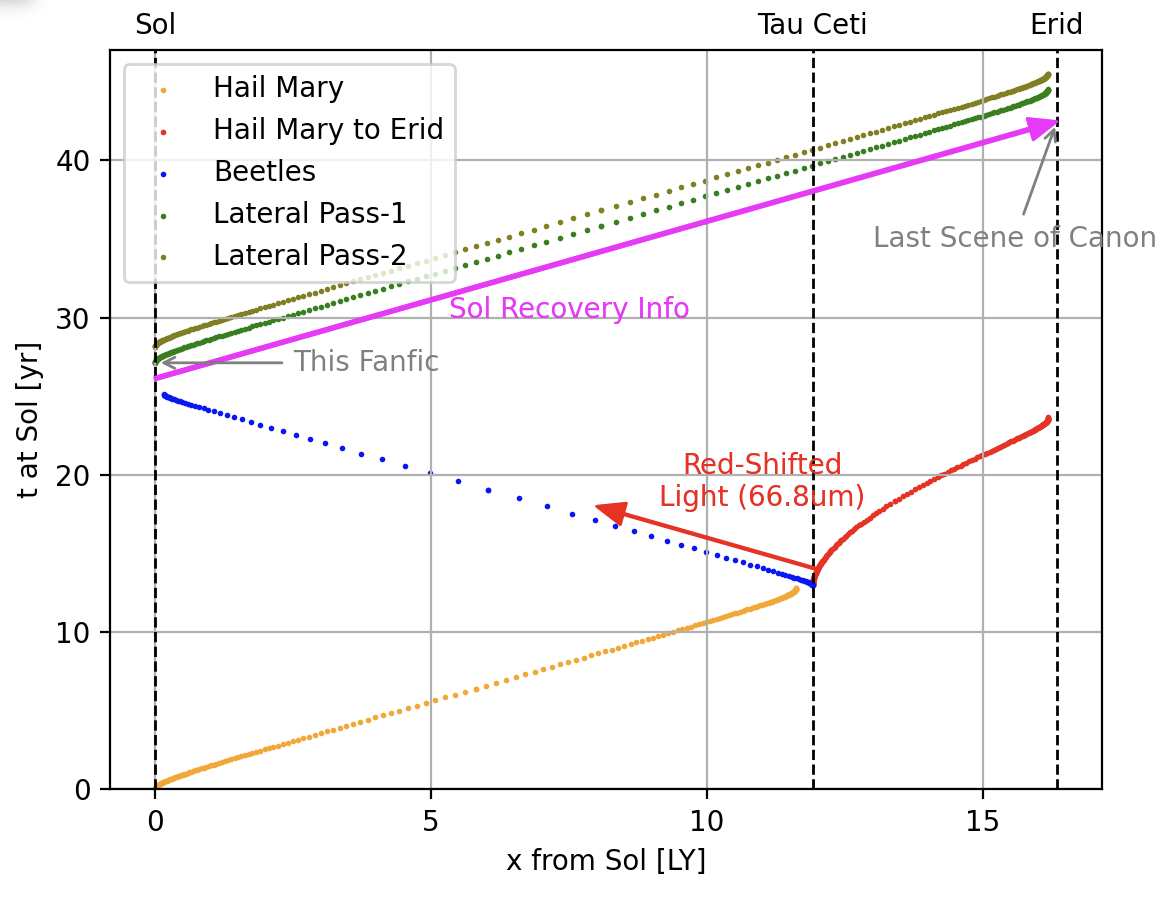 Sol Tau Ceti Erid
Hail Mary
Hail Mary to Erid
Beetles
Lateral Pass-1
Lateral Pass-2
Last Scene of Canon
Sol Recovery Info
This Fanfic
Red-Shifted
Light (66.8um)
t at Sol [yr]
40
30
20
10
0
0 5 10 15
x from Sol [LY]